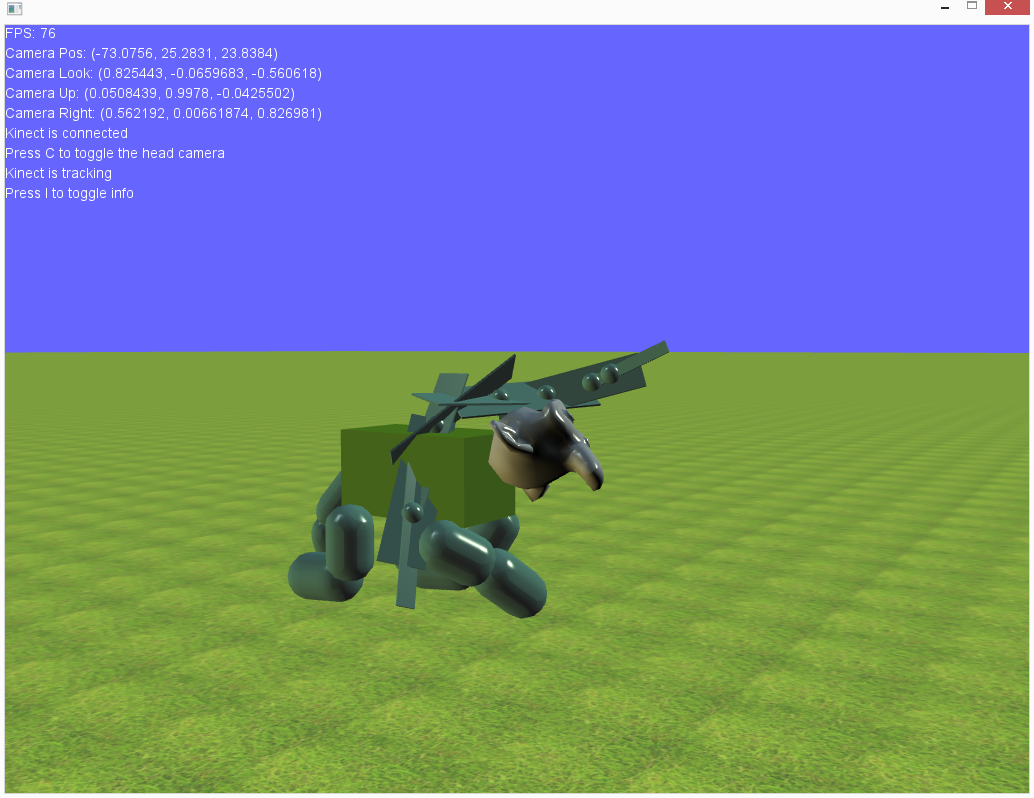 FPS: 76
Camera Pos: (-73.0756, 25.2831, 23.8384)
Camera Look: (0.825443, -0.0659683, -0.560618)
Camera Up: (0.0508439, 0.9978, -0.0425502)
Camera Right: (0.562192, 0.00661874, 0.826981)
Kinect is connected
Press C to toggle the head camera
Kinect is tracking
Press I to toggle info